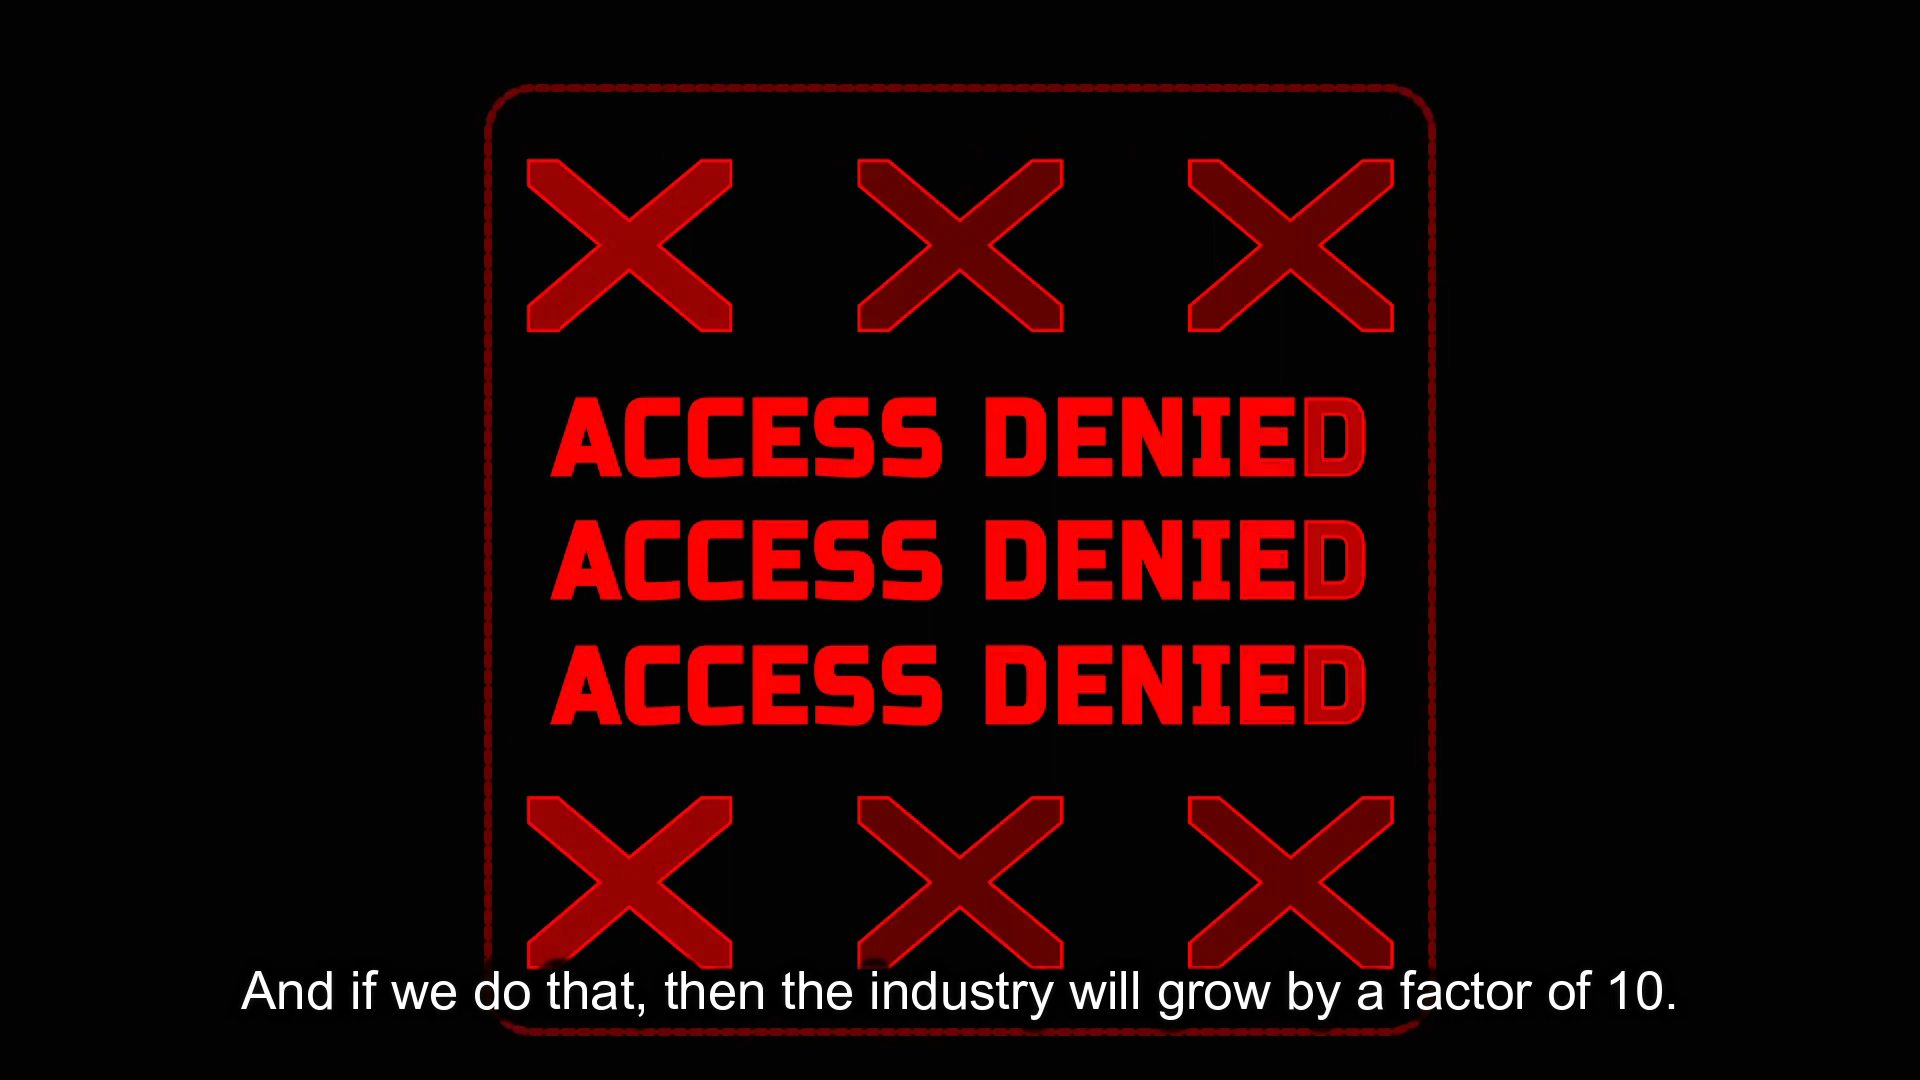 ACCESS DENIED
ACCESS DENIED
ACCESS DENIED
And if we do that, then the industry will grow by a factor of 10.